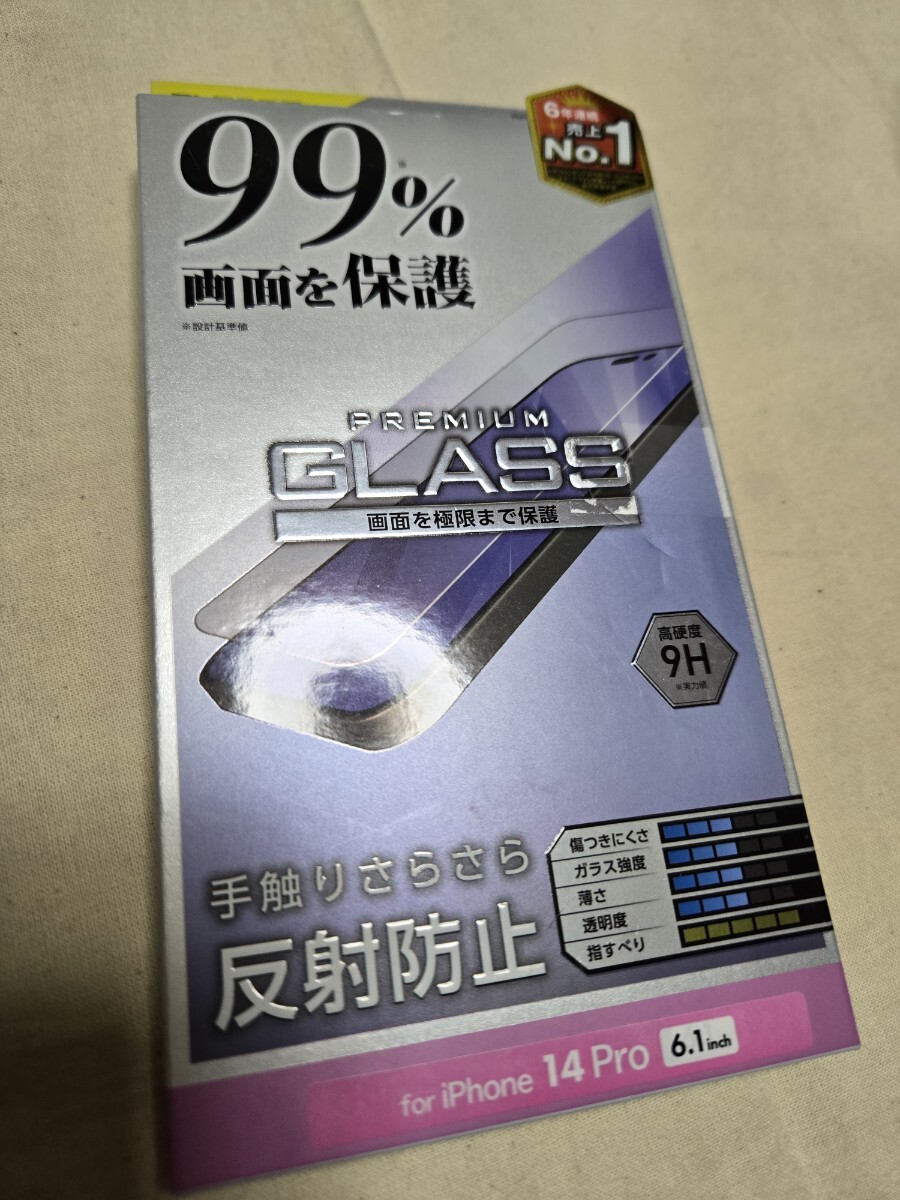 6年連続
売上
No.1
99%
※
画面を保護
※設計基準値
PREMIUM
GLASS
画面を極限まで保護
高硬度
9H
※実力値
手触りさらさら
反射防止
傷つきにくさ
ガラス強度
薄さ
透明度
指すべり
for iPhone 14 Pro 6.1inch